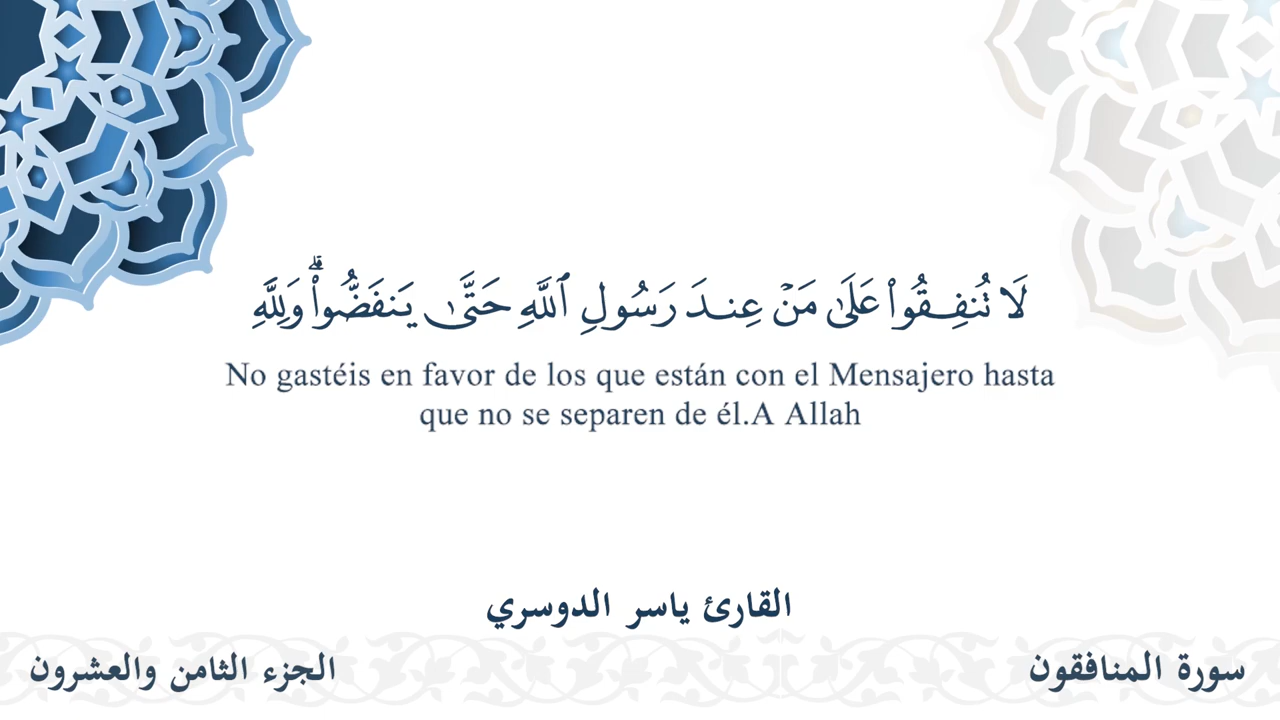 لَا تُنفِقُواْ عَلَىٰ مَنْ عِندَ رَسُولِ ٱللَّهِ حَتَّىٰ يَنفَضُّواْۗ وَلِلَّهِ
No gastéis en favor de los que están con el Mensajero hasta
que no se separen de él.A Allah
القارئ ياسر الدوسري
سورة المنافقون
الجزء الثامن والعشرون